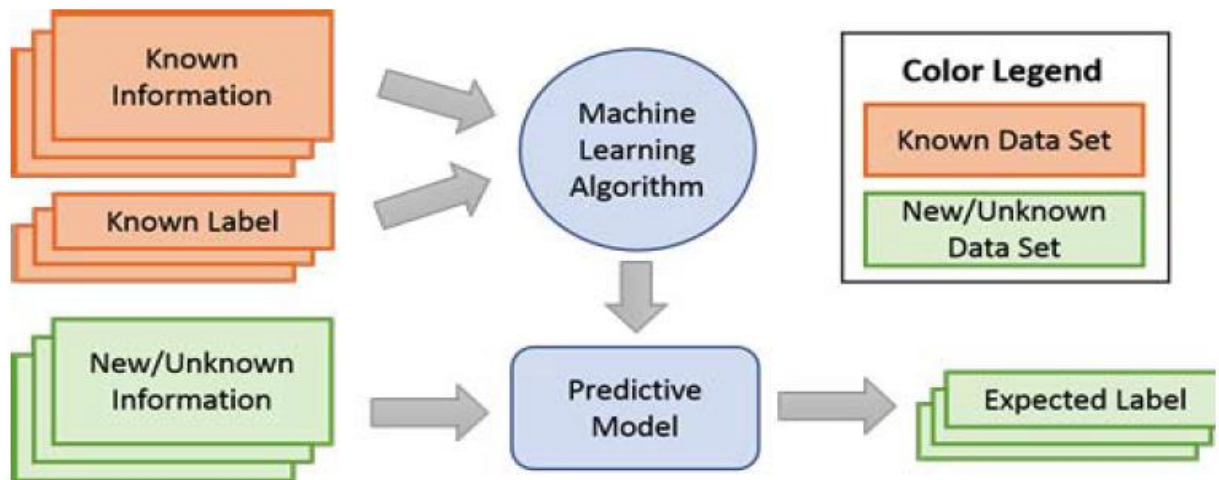 Known
Information
Known Label
New/Unknown
Information
Machine
Learning
Algorithm
Predictive
Model
Color Legend
Known Data Set
New/Unknown
Data Set
Expected Label